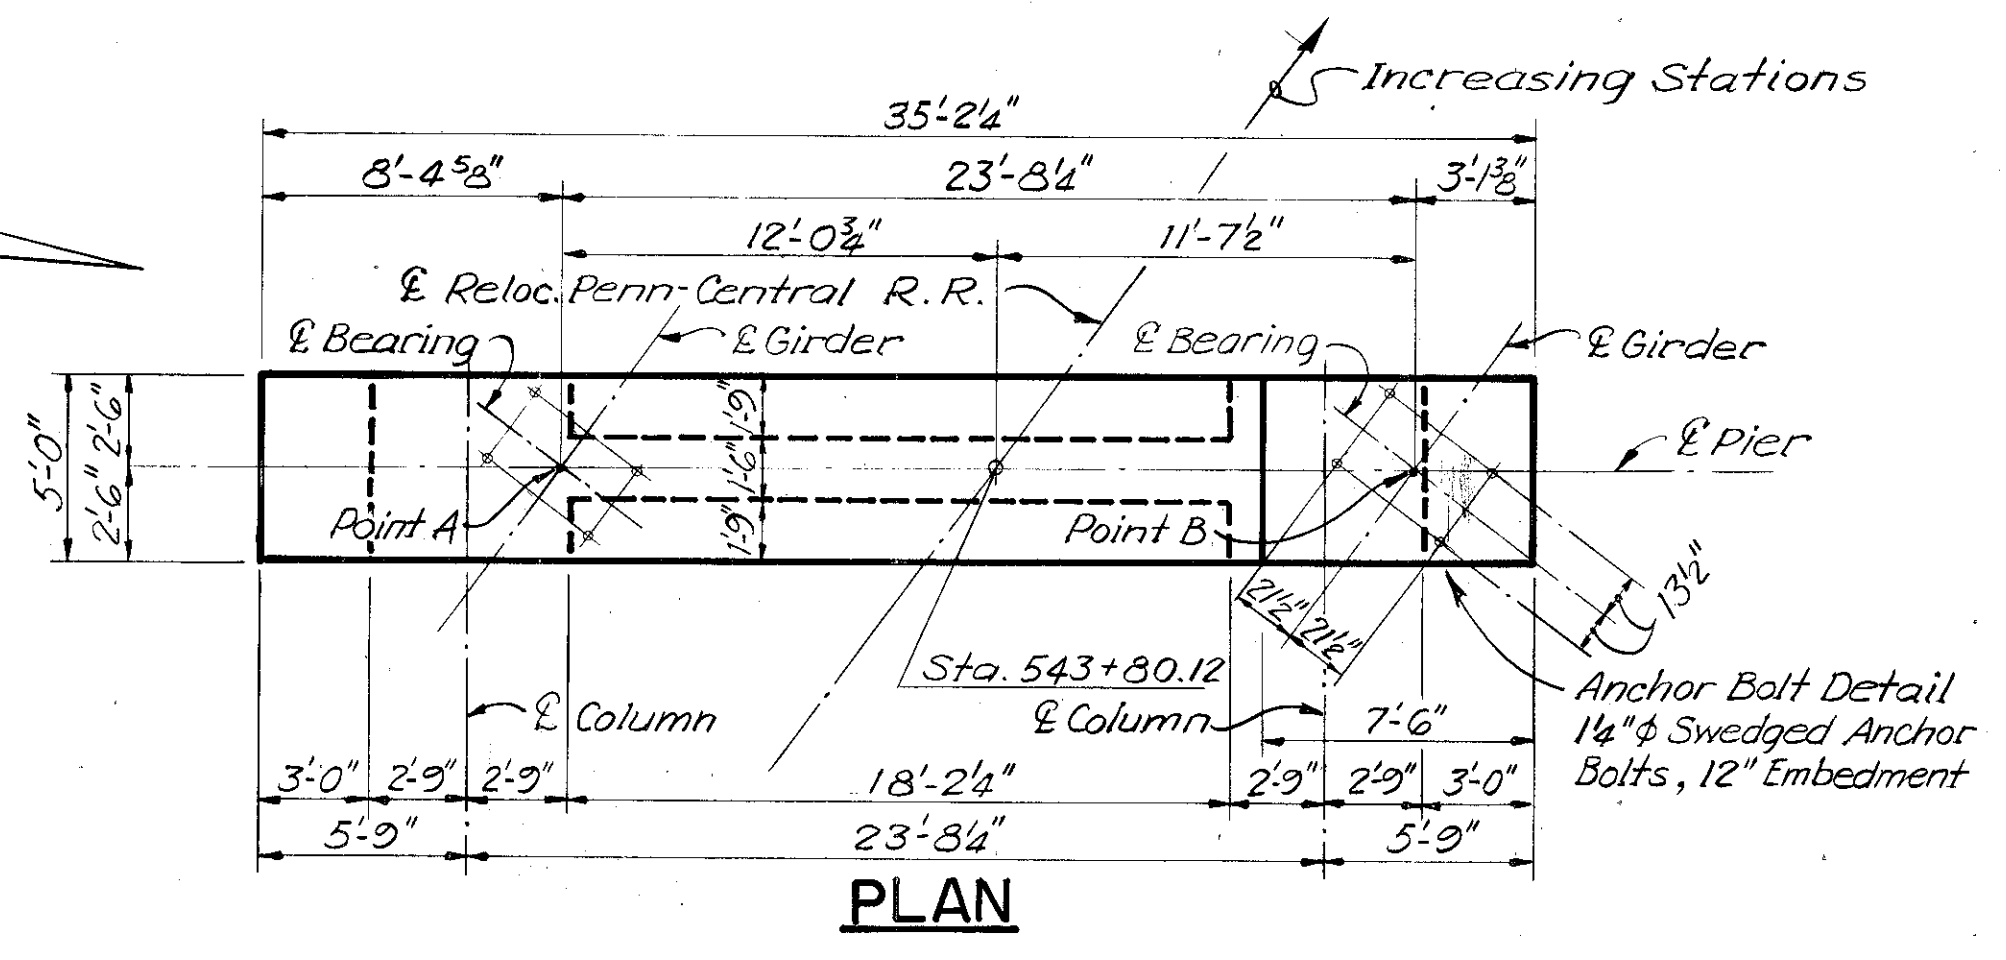 Increasing Stations
35'-2¼"
8'-4⅝"
23'-8¼"
3'-1⅜"
12'-0¾"
11'-7½"
℄ Reloc. Penn-Central R.R.
℄ Bearing
℄ Girder
℄ Bearing
℄ Girder
5'-0"
2'-6"
2'-6"
1'-9"
1'-6"
1'-9"
℄ Pier
Point A
Point B
21½"
21½"
13½"
Sta. 543+80.12
℄ Column
℄ Column
7'-6"
Anchor Bolt Detail
1¼"ϕ Swedged Anchor
Bolts, 12" Embedment
3'-0"
2'-9"
2'-9"
18'-2¼"
2'-9"
2'-9"
3'-0"
5'-9"
23'-8¼"
5'-9"
PLAN